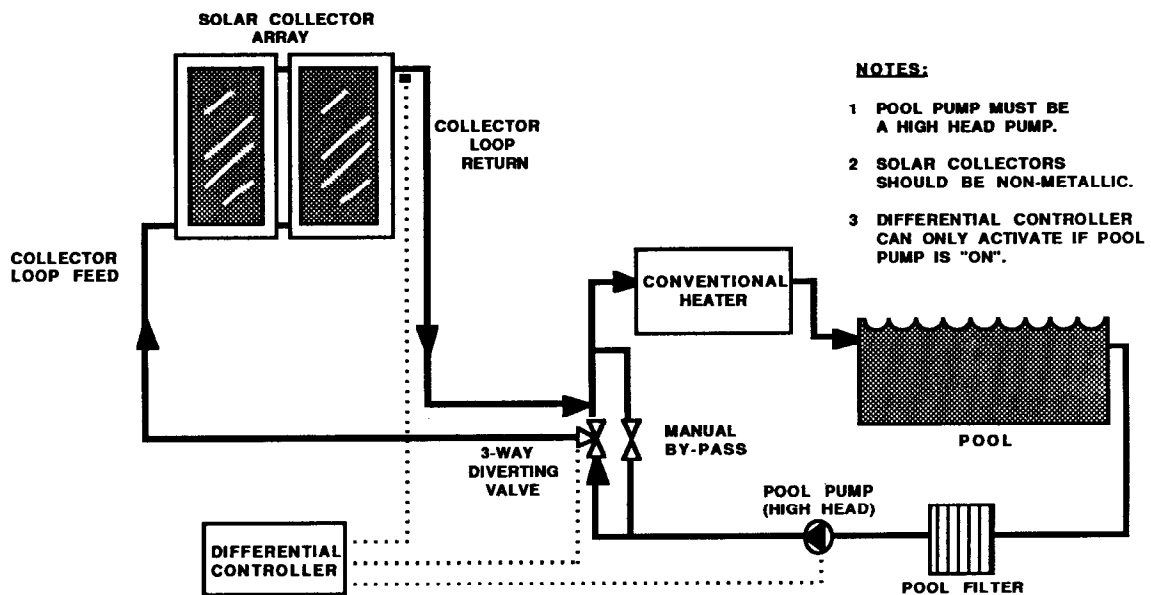 SOLAR COLLECTOR
ARRAY
COLLECTOR
LOOP
RETURN
COLLECTOR
LOOP FEED
NOTES:
1 POOL PUMP MUST BE
A HIGH HEAD PUMP.
2 SOLAR COLLECTORS
SHOULD BE NON-METALLIC.
3 DIFFERENTIAL CONTROLLER
CAN ONLY ACTIVATE IF POOL
PUMP IS "ON".
CONVENTIONAL
HEATER
POOL
MANUAL
BY-PASS
3-WAY
DIVERTING
VALVE
POOL PUMP
(HIGH HEAD)
POOL FILTER
DIFFERENTIAL
CONTROLLER